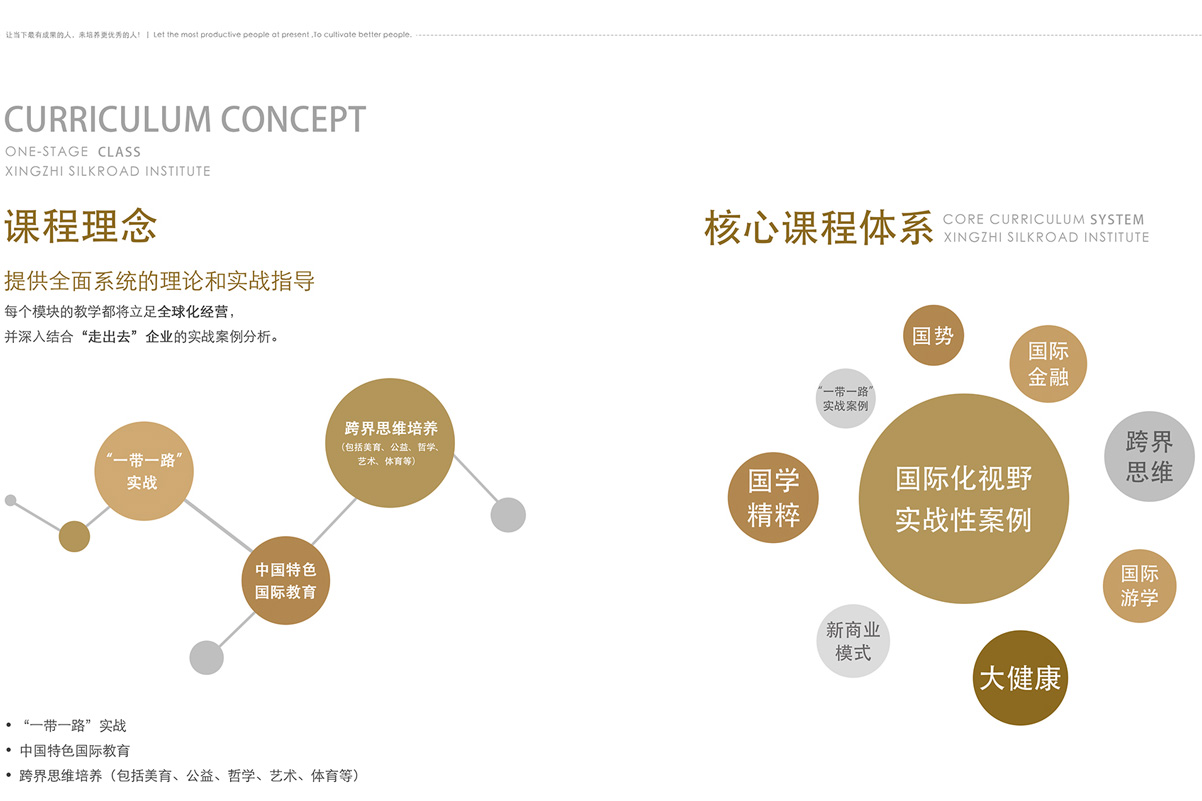 让当下最有成果的人，来培养更优秀的人！ | Let the most productive people at present ,To cultivate better people.
CURRICULUM CONCEPT
ONE-STAGE CLASS
XINGZHI SILKROAD INSTITUTE
课程理念
提供全面系统的理论和实战指导
每个模块的教学都将立足全球化经营，
并深入结合“走出去”企业的实战案例分析。
“一带一路”
实战
跨界思维培养
（包括美育、公益、哲学、
艺术、体育等）
中国特色
国际教育
• “一带一路”实战
• 中国特色国际教育
• 跨界思维培养（包括美育、公益、哲学、艺术、体育等）
核心课程体系
CORE CURRICULUM SYSTEM
XINGZHI SILKROAD INSTITUTE
国势
国际
金融
“一带一路”
实战案例
跨界
思维
国学
精粹
国际化视野
实战性案例
国际
游学
新商业
模式
大健康